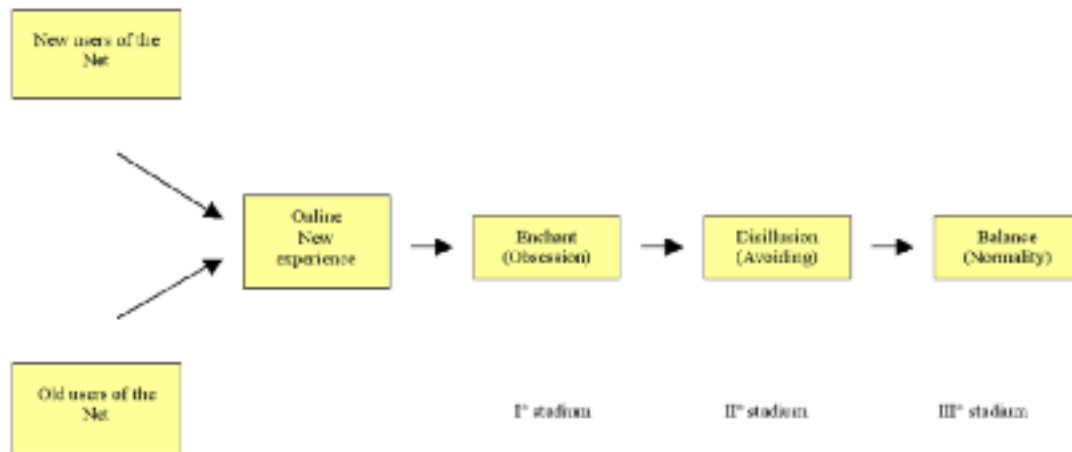 New users of the
Net
Online
New
experience
Enchant
(Obsession)
Disillusion
(Avoiding)
Balance
(Normality)
Old users of the
Net
I° stadium
II° stadium
III° stadium